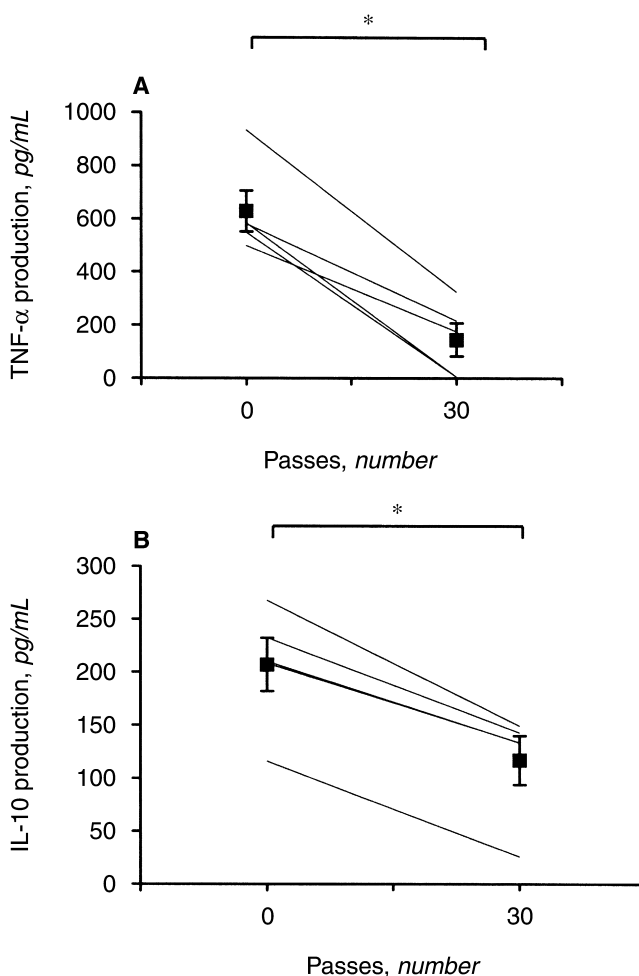 *
A
1000
800
600
400
200
0
TNF-α production, pg/mL
0 30
Passes, number
*
B
300
250
200
150
100
50
0
IL-10 production, pg/mL
0 30
Passes, number